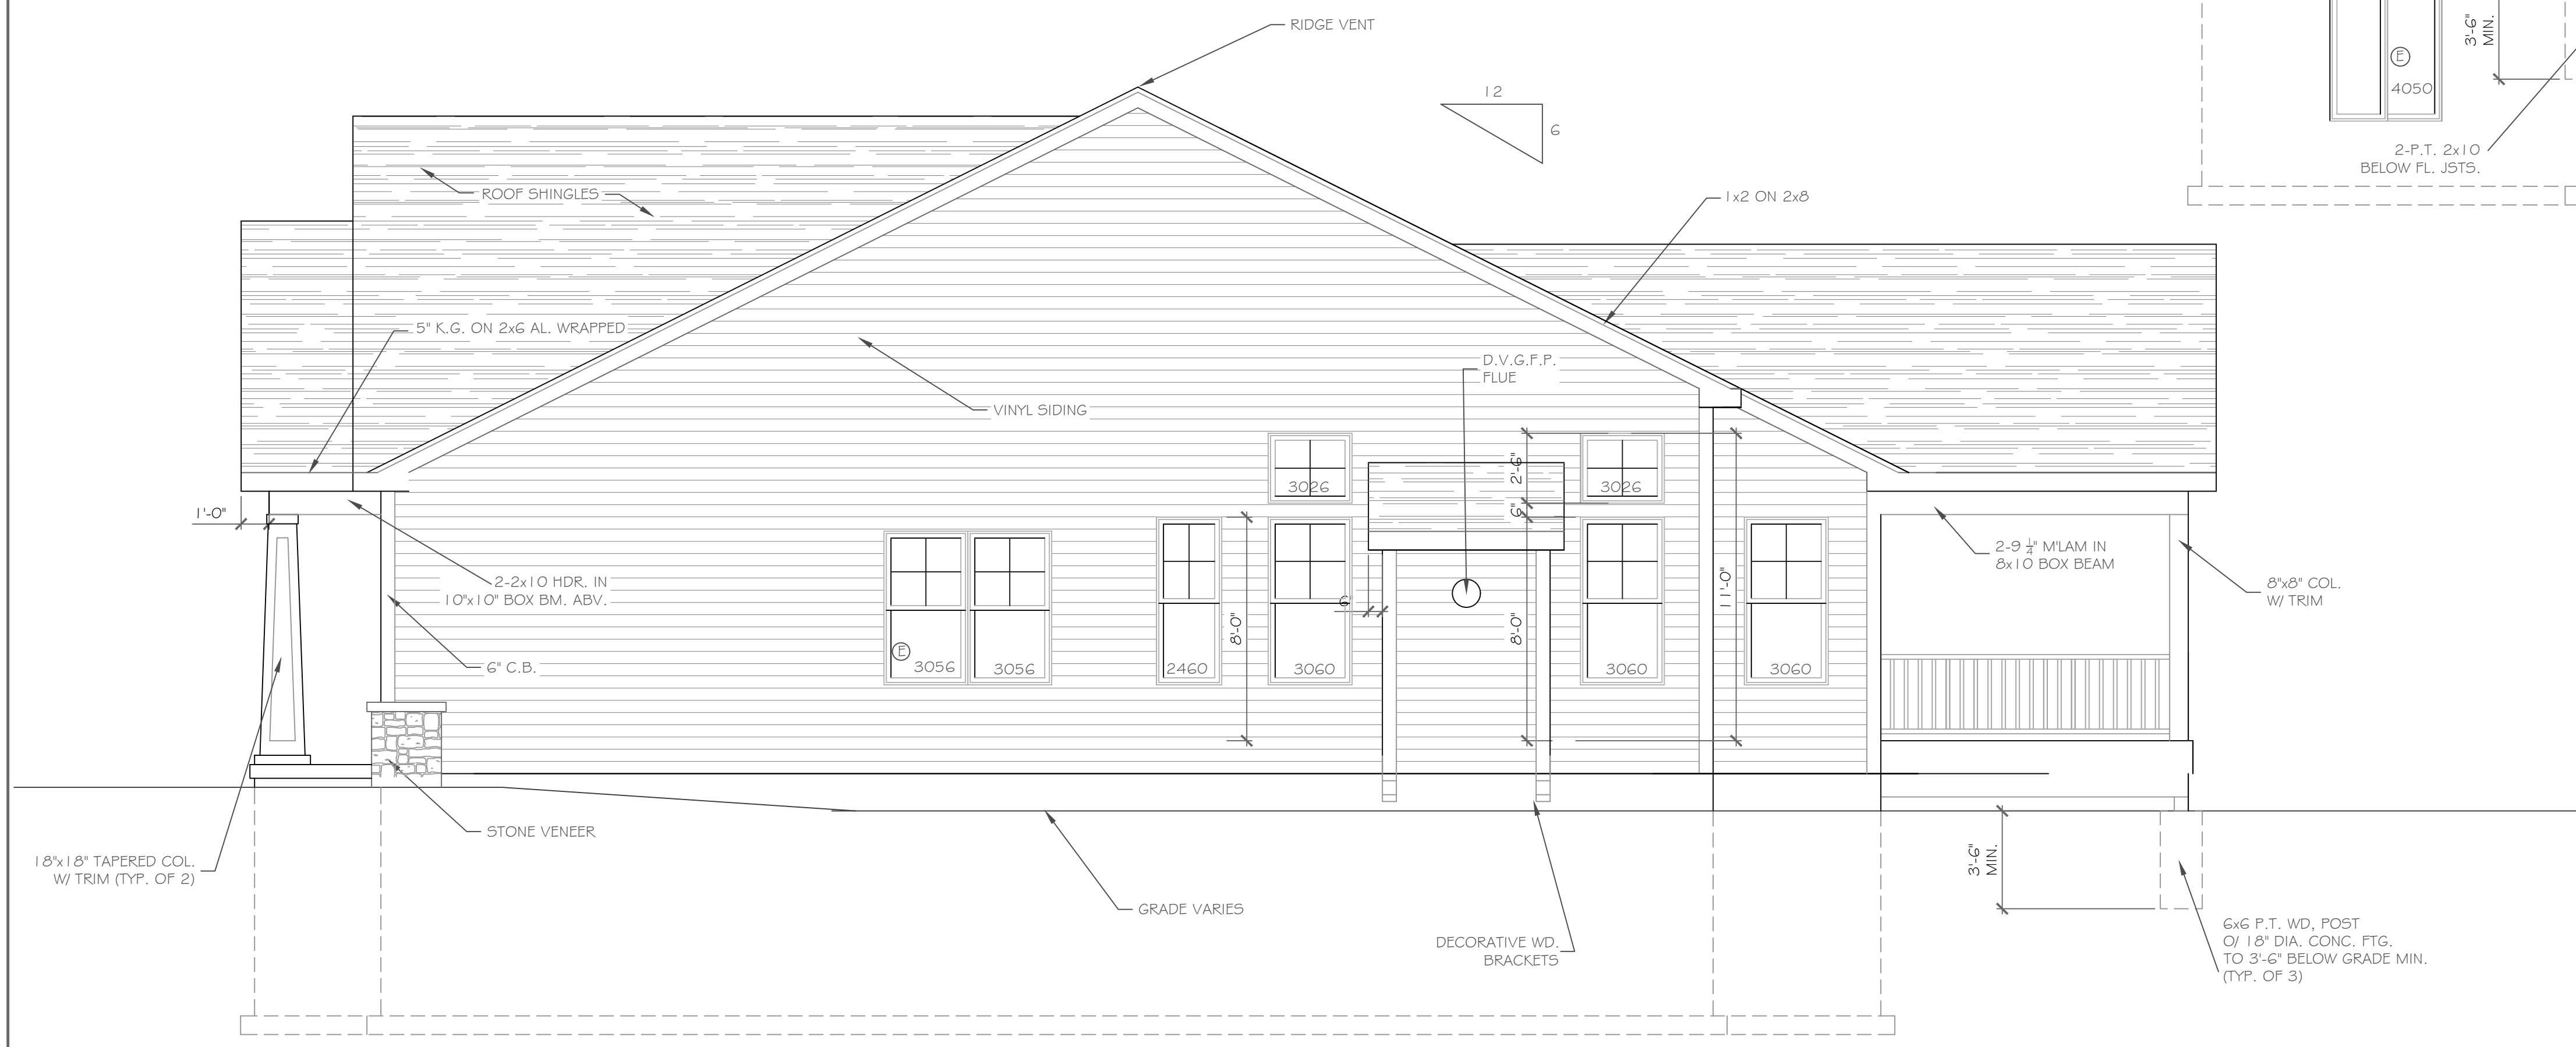 RIDGE VENT
12
6
3'-6"
MIN.
E
4050
2-P.T. 2x10
BELOW FL. JSTS.
ROOF SHINGLES
1x2 ON 2x8
5" K.G. ON 2x6 AL. WRAPPED
D.V.G.F.P.
FLUE
VINYL SIDING
3026
2'-6"
3026
6"
1'-0"
2-2x10 HDR. IN
10"x10" BOX BM. ABV.
2-9 1/4" M'LAM IN
8x10 BOX BEAM
8"x8" COL.
W/ TRIM
6" C.B.
E
3056
3056
2460
8'-0"
3060
6"
8'-0"
3060
11'-0"
3060
STONE VENEER
18"x18" TAPERED COL.
W/ TRIM (TYP. OF 2)
GRADE VARIES
DECORATIVE WD.
BRACKETS
3'-6"
MIN.
6x6 P.T. WD, POST
O/ 18" DIA. CONC. FTG.
TO 3'-6" BELOW GRADE MIN.
(TYP. OF 3)